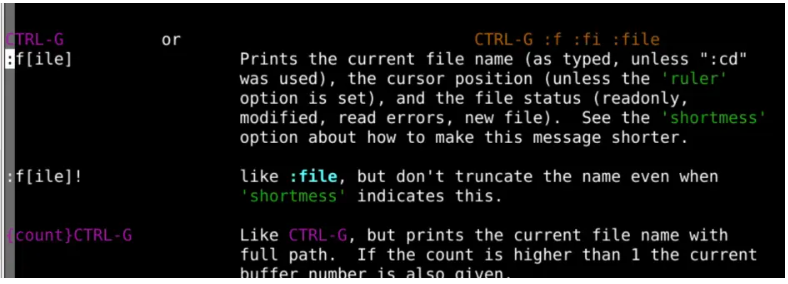 CTRL-G or CTRL-G :f :fi :file
:f[ile] Prints the current file name (as typed, unless ":cd"
was used), the cursor position (unless the 'ruler'
option is set), and the file status (readonly,
modified, read errors, new file). See the 'shortmess'
option about how to make this message shorter.
:f[ile]! like :file, but don't truncate the name even when
'shortmess' indicates this.
{count}CTRL-G Like CTRL-G, but prints the current file name with
full path. If the count is higher than 1 the current
buffer number is also given.